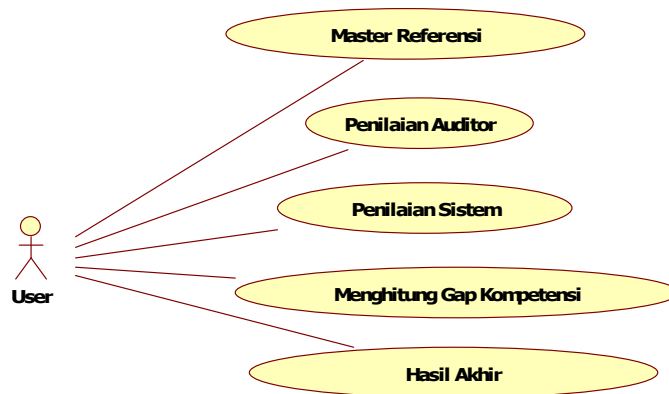 Master Referensi
Penilaian Auditor
Penilaian Sistem
User
Menghitung Gap Kompetensi
Hasil Akhir